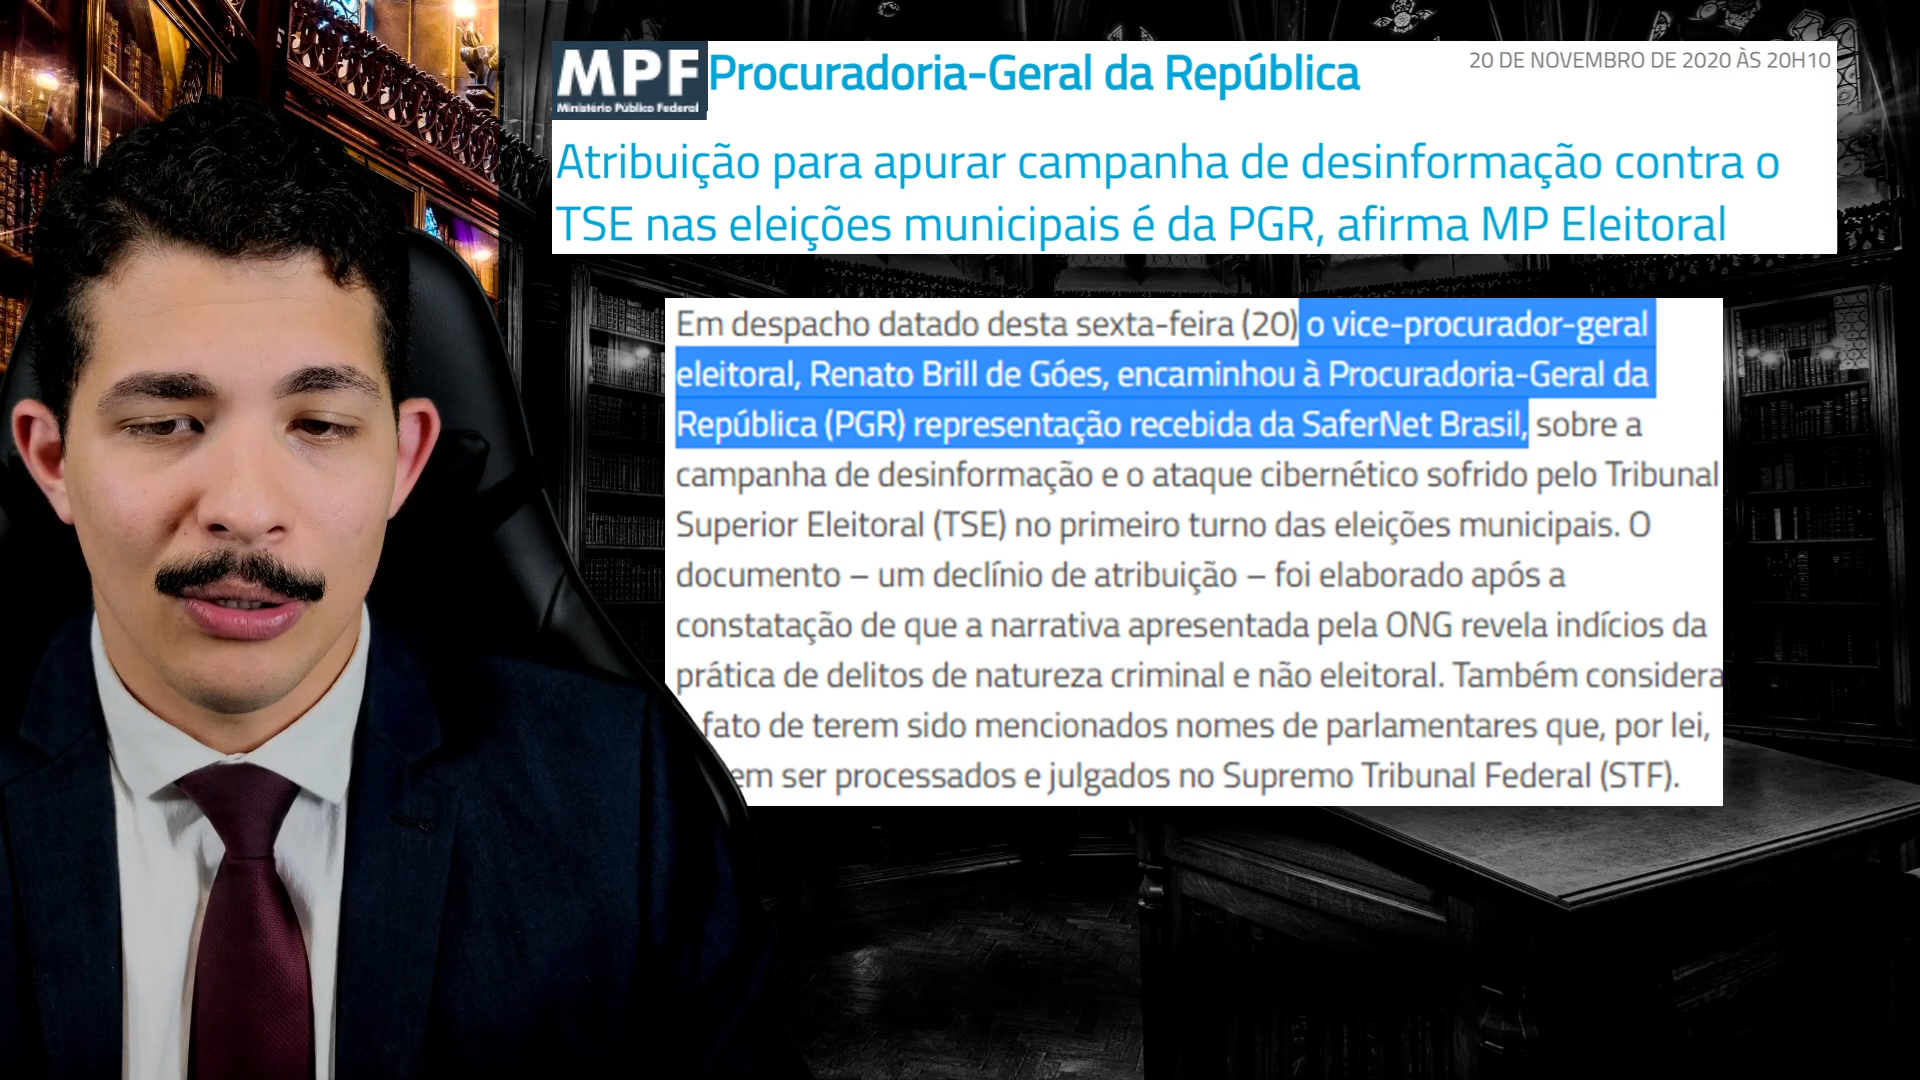 MPF
Ministério Público Federal
Procuradoria-Geral da República
20 DE NOVEMBRO DE 2020 ÀS 20H10
Atribuição para apurar campanha de desinformação contra o
TSE nas eleições municipais é da PGR, afirma MP Eleitoral
Em despacho datado desta sexta-feira (20) o vice-procurador-geral
eleitoral, Renato Brill de Góes, encaminhou à Procuradoria-Geral da
República (PGR) representação recebida da SaferNet Brasil, sobre a
campanha de desinformação e o ataque cibernético sofrido pelo Tribunal
Superior Eleitoral (TSE) no primeiro turno das eleições municipais. O
documento – um declínio de atribuição – foi elaborado após a
constatação de que a narrativa apresentada pela ONG revela indícios da
prática de delitos de natureza criminal e não eleitoral. Também considera
fato de terem sido mencionados nomes de parlamentares que, por lei,
ser processados e julgados no Supremo Tribunal Federal (STF).